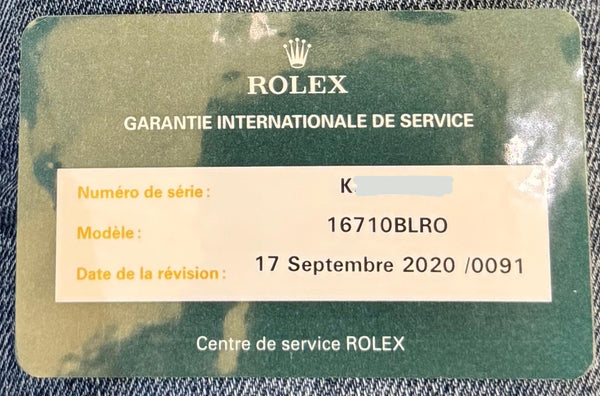 ROLEX
GARANTIE INTERNATIONALE DE SERVICE
Numéro de série : K
Modèle : 16710BLRO
Date de la révision : 17 Septembre 2020 /0091
Centre de service ROLEX